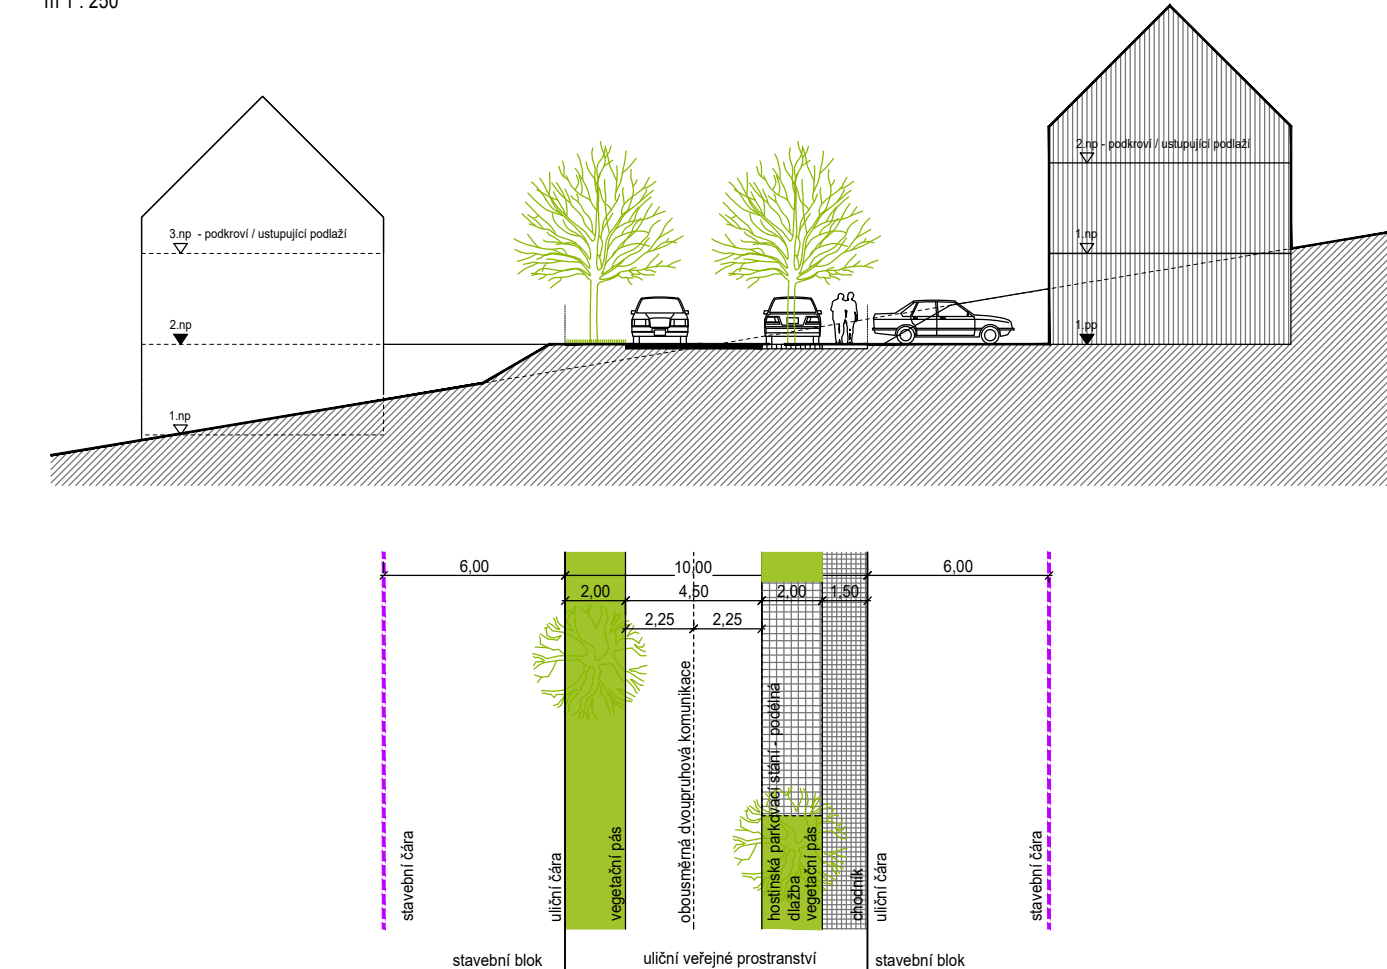 m 1 : 250
2.np - podkroví / ustupující podlaží
3.np - podkroví / ustupující podlaží
1.np
2.np
1.pp
1.np
6,00
10,00
6,00
2,00
4,50
2,00
1,50
2,25
2,25
stavební čára
uliční čára
vegetační pás
obousměrná dvoupruhová komunikace
hostinská parkovací stání - podélná
dlažba
vegetační pás
chodník
uliční čára
stavební čára
stavební blok
uliční veřejné prostranství
stavební blok